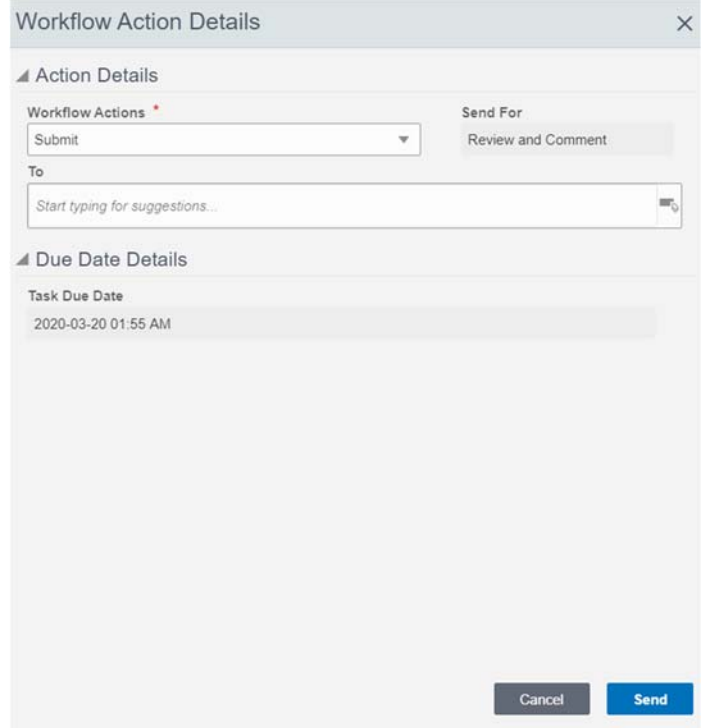 Workflow Action Details
Action Details
Workflow Actions *
Send For
Submit
Review and Comment
To
Start typing for suggestions...
Due Date Details
Task Due Date
2020-03-20 01:55 AM
Cancel
Send